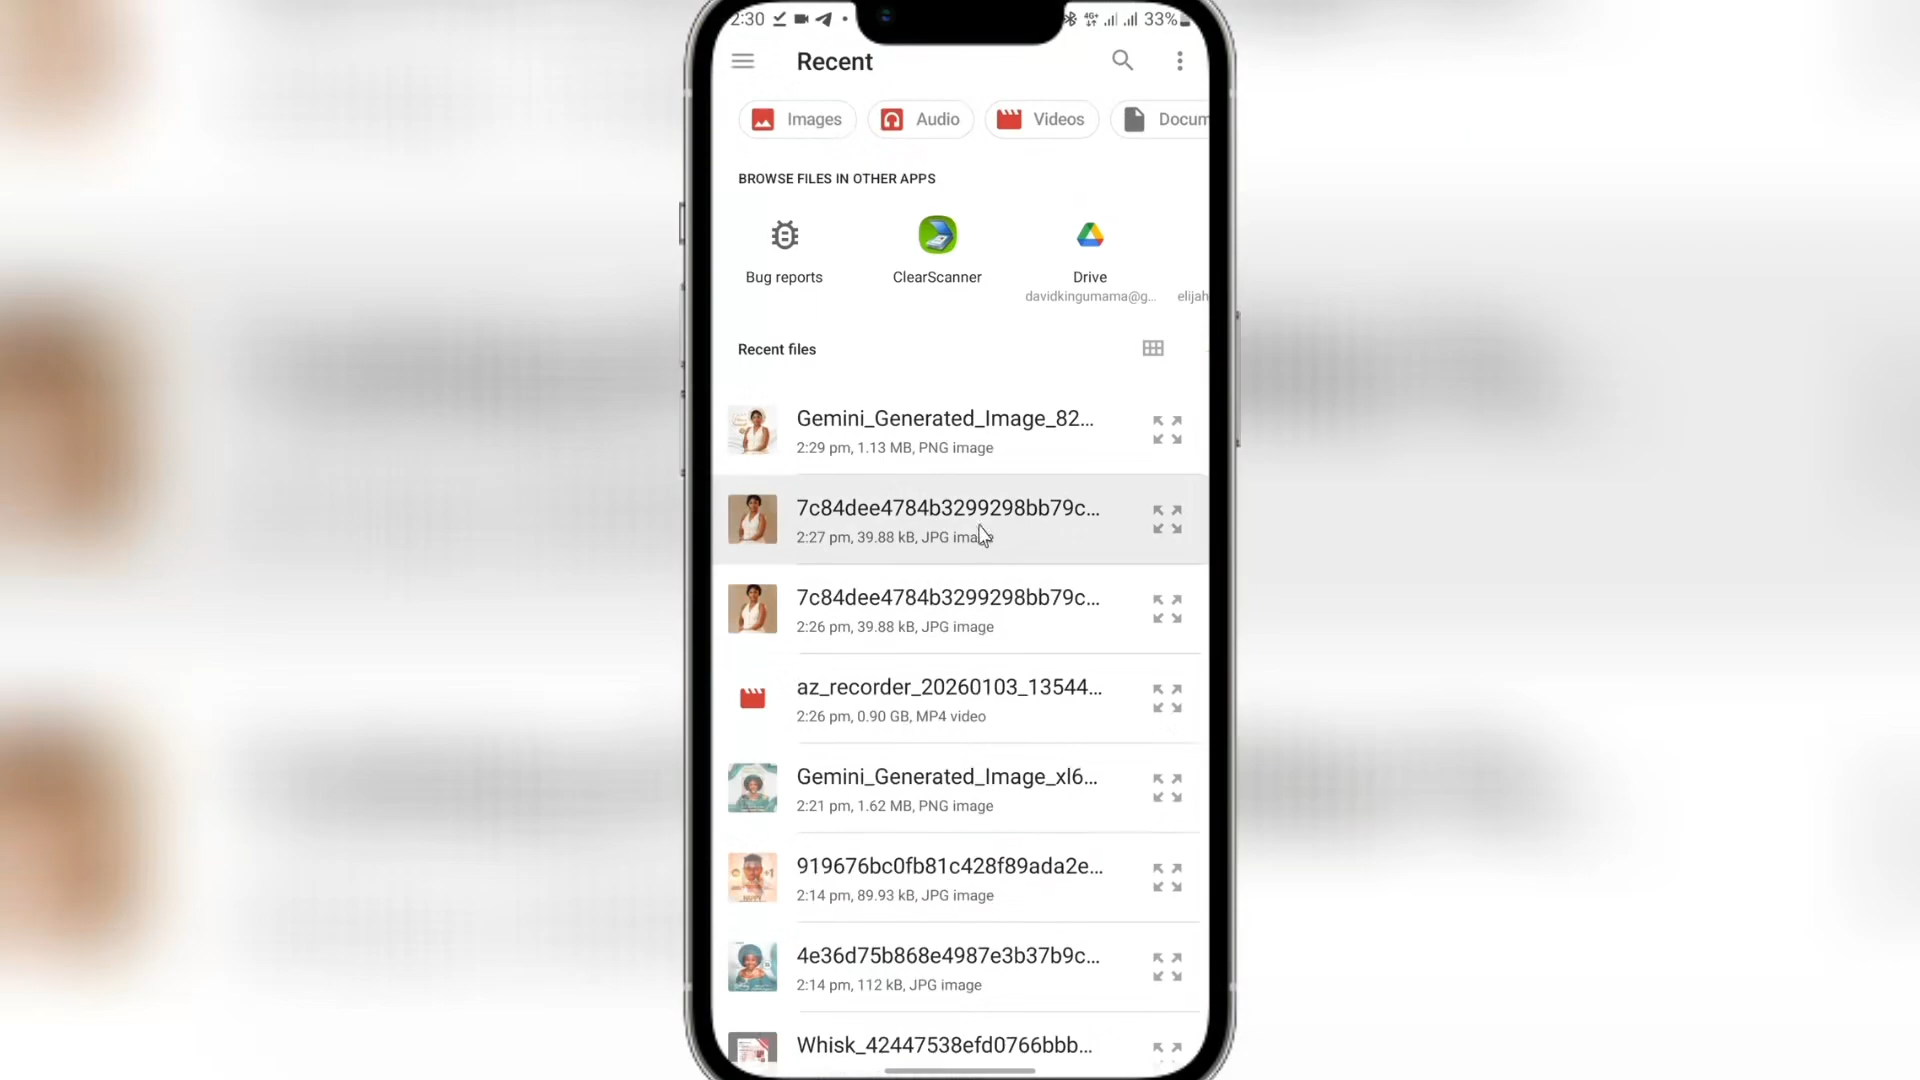 2:30
4G+
33%
Recent
Images
Audio
Videos
Docum
BROWSE FILES IN OTHER APPS
Bug reports
ClearScanner
Drive
davidkingumama@g...
elijah
Recent files
Gemini_Generated_Image_82...
2:29 pm, 1.13 MB, PNG image
7c84dee4784b3299298bb79c...
2:27 pm, 39.88 kB, JPG image
7c84dee4784b3299298bb79c...
2:26 pm, 39.88 kB, JPG image
az_recorder_20260103_13544...
2:26 pm, 0.90 GB, MP4 video
Gemini_Generated_Image_xl6...
2:21 pm, 1.62 MB, PNG image
919676bc0fb81c428f89ada2e...
2:14 pm, 89.93 kB, JPG image
4e36d75b868e4987e3b37b9c...
2:14 pm, 112 kB, JPG image
Whisk_42447538efd0766bbb...